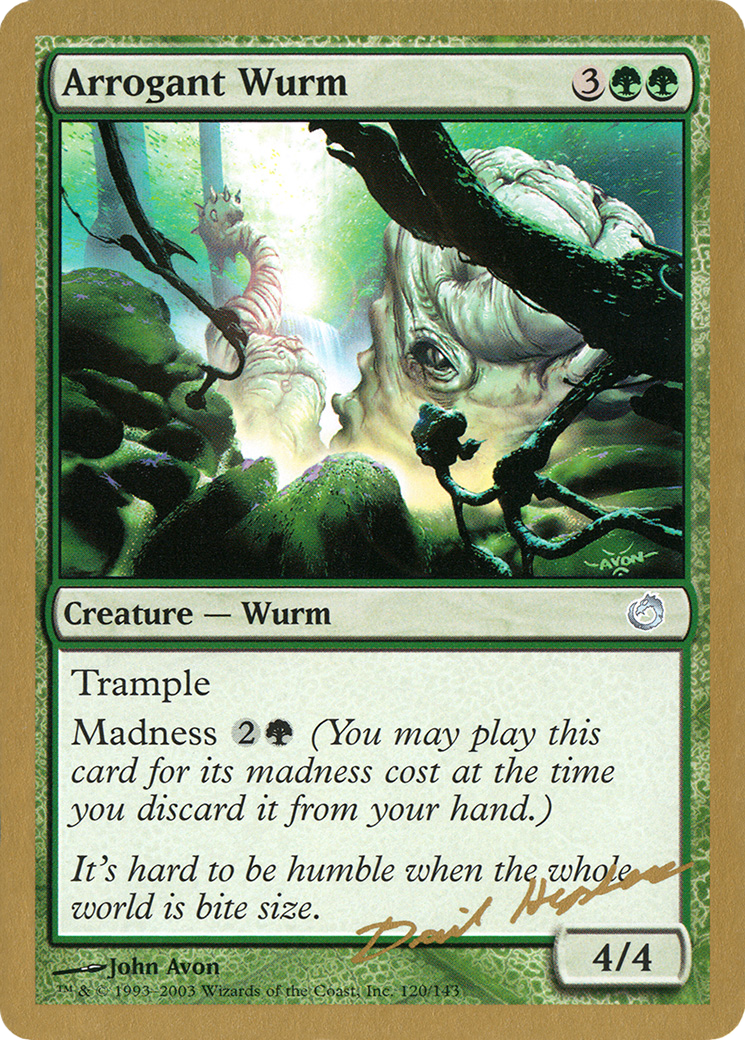 Arrogant Wurm 3
AVON
Creature — Wurm
Trample
Madness 2 (You may play this
card for its madness cost at the time
you discard it from your hand.)
It's hard to be humble when the whole
world is bite size.
4/4
John Avon
™ & © 1993–2003 Wizards of the Coast, Inc. 120/143